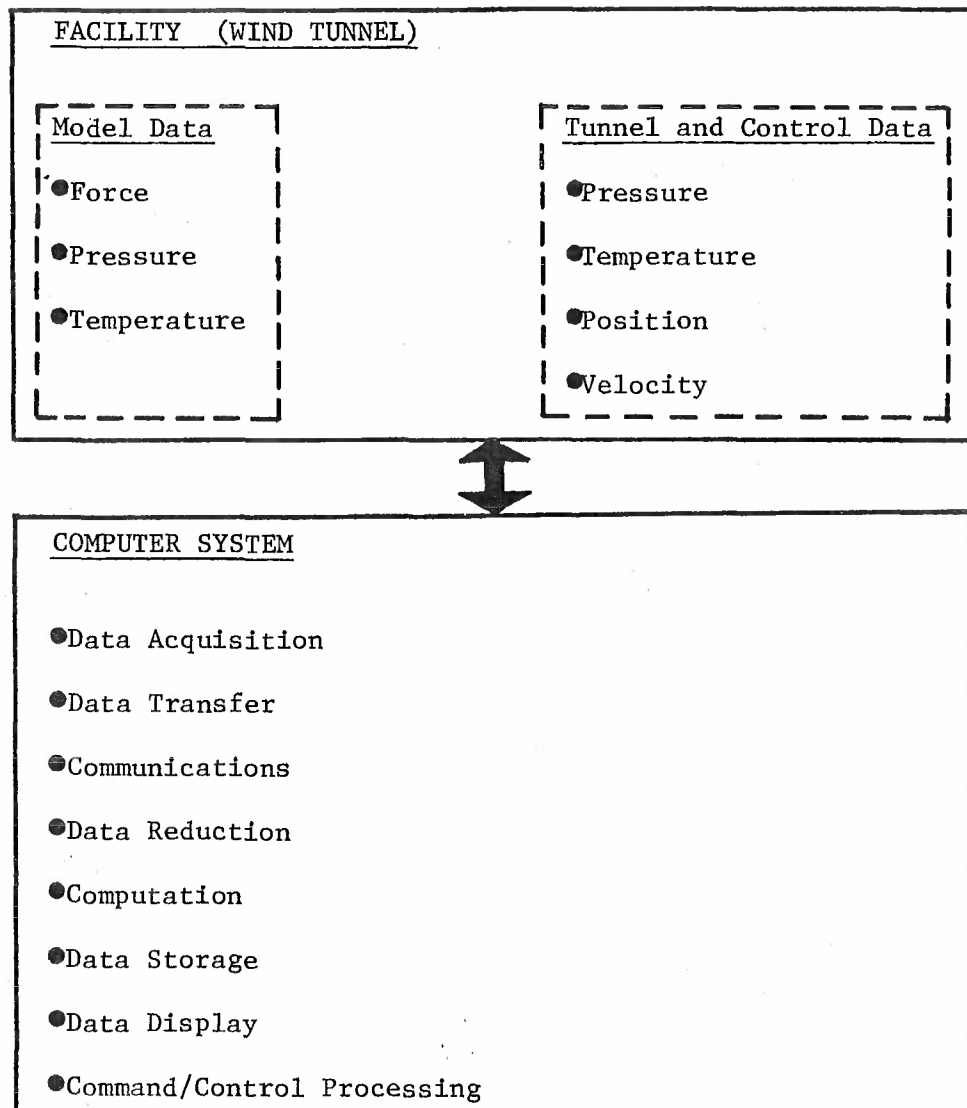 FACILITY (WIND TUNNEL)
Model Data
●Force
●Pressure
●Temperature
Tunnel and Control Data
●Pressure
●Temperature
●Position
●Velocity
COMPUTER SYSTEM
●Data Acquisition
●Data Transfer
●Communications
●Data Reduction
●Computation
●Data Storage
●Data Display
●Command/Control Processing